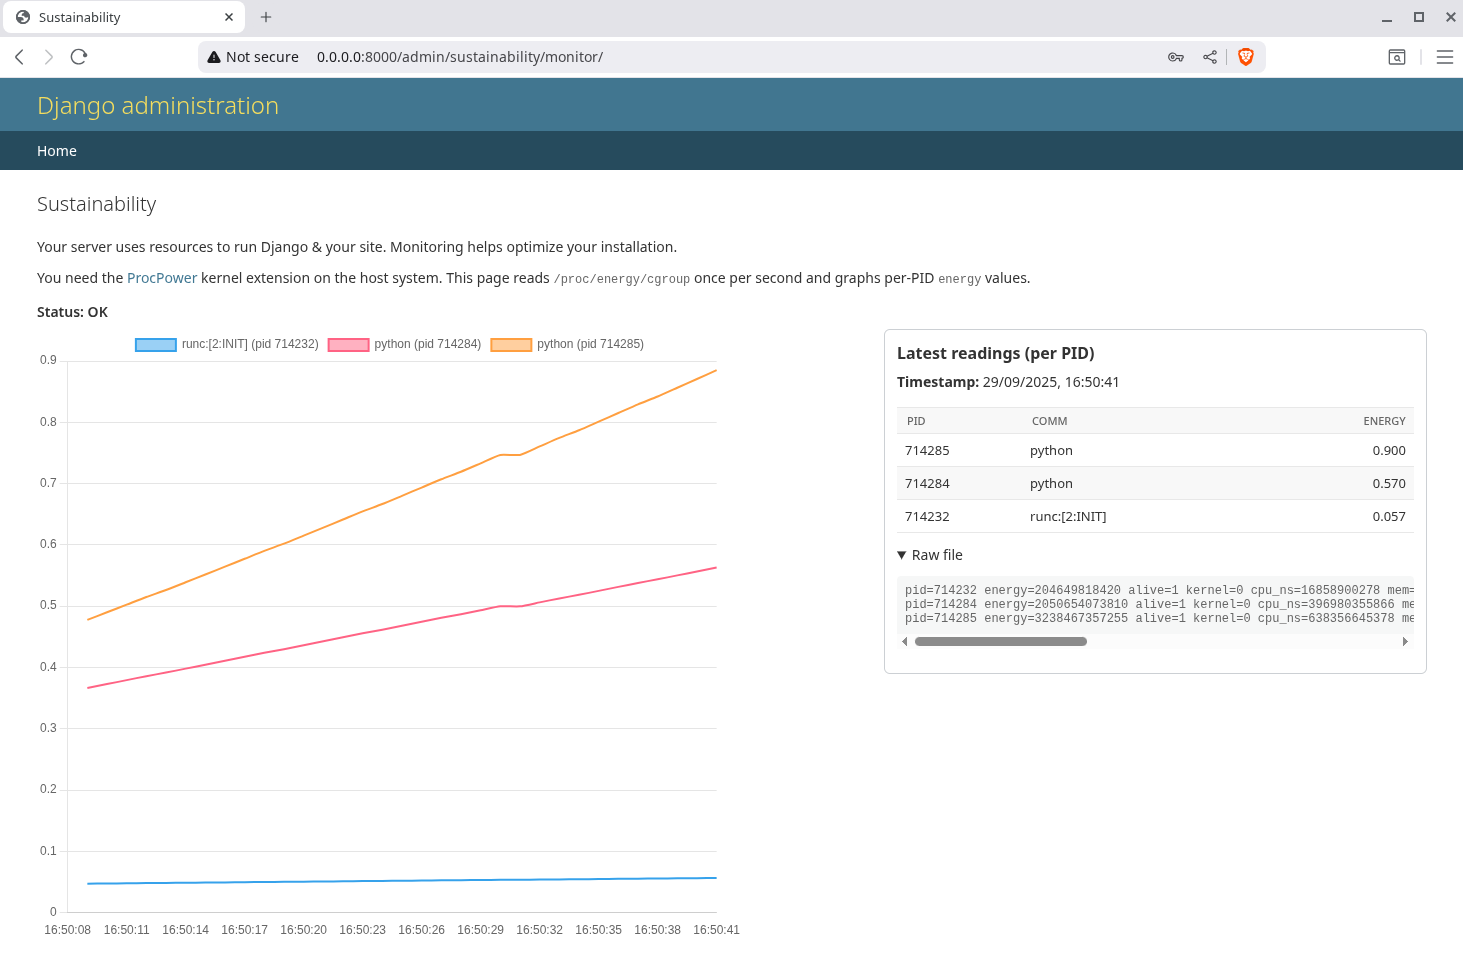 Sustainability
Not secure 0.0.0.0:8000/admin/sustainability/monitor/
Django administration
Home
Sustainability
Your server uses resources to run Django & your site. Monitoring helps optimize your installation.
You need the ProcPower kernel extension on the host system. This page reads /proc/energy/cgroup once per second and graphs per-PID energy values.
Status: OK
runc:[2:INIT] (pid 714232) python (pid 714284) python (pid 714285)
0.9
0.8
0.7
0.6
0.5
0.4
0.3
0.2
0.1
0
16:50:08 16:50:11 16:50:14 16:50:17 16:50:20 16:50:23 16:50:26 16:50:29 16:50:32 16:50:35 16:50:38 16:50:41
Latest readings (per PID)
Timestamp: 29/09/2025, 16:50:41
PID COMM ENERGY
714285 python 0.900
714284 python 0.570
714232 runc:[2:INIT] 0.057
Raw file
pid=714232 energy=204649818420 alive=1 kernel=0 cpu_ns=16858900278 mem=
pid=714284 energy=2050654073810 alive=1 kernel=0 cpu_ns=396980355866 me
pid=714285 energy=3238467357255 alive=1 kernel=0 cpu_ns=638356645378 me